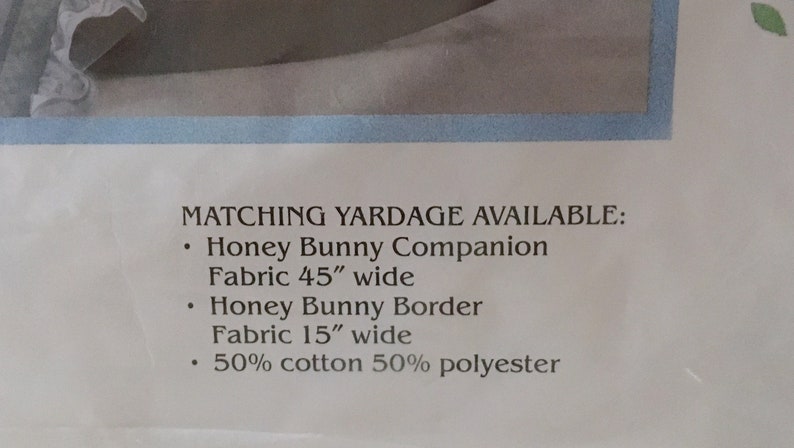 MATCHING YARDAGE AVAILABLE:
• Honey Bunny Companion
Fabric 45" wide
• Honey Bunny Border
Fabric 15" wide
• 50% cotton 50% polyester